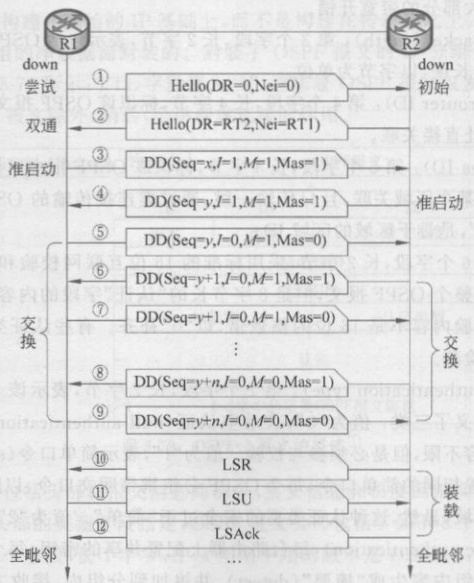 R1
R2
down
down
尝试
① Hello(DR=0,Nei=0)
初始
双通
② Hello(DR=RT2,Nei=RT1)
③ DD(Seq=x,I=1,M=1,Mas=1)
准启动
④ DD(Seq=y,I=1,M=1,Mas=1)
准启动
⑤ DD(Seq=y,I=0,M=1,Mas=0)
⑥ DD(Seq=y+1,I=0,M=1,Mas=1)
⑦ DD(Seq=y+1,I=0,M=1,Mas=0)
交换
交换
⋮
⑧ DD(Seq=y+n,I=0,M=0,Mas=1)
⑨ DD(Seq=y+n,I=0,M=0,Mas=0)
⑩ LSR
⑪ LSU
装载
⑫ LSAck
全毗邻
…
全毗邻